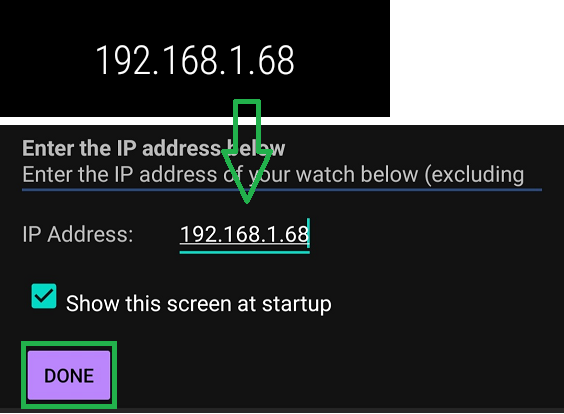 192.168.1.68
Enter the IP address below
Enter the IP address of your watch below (excluding
IP Address: 192.168.1.68
Show this screen at startup
DONE